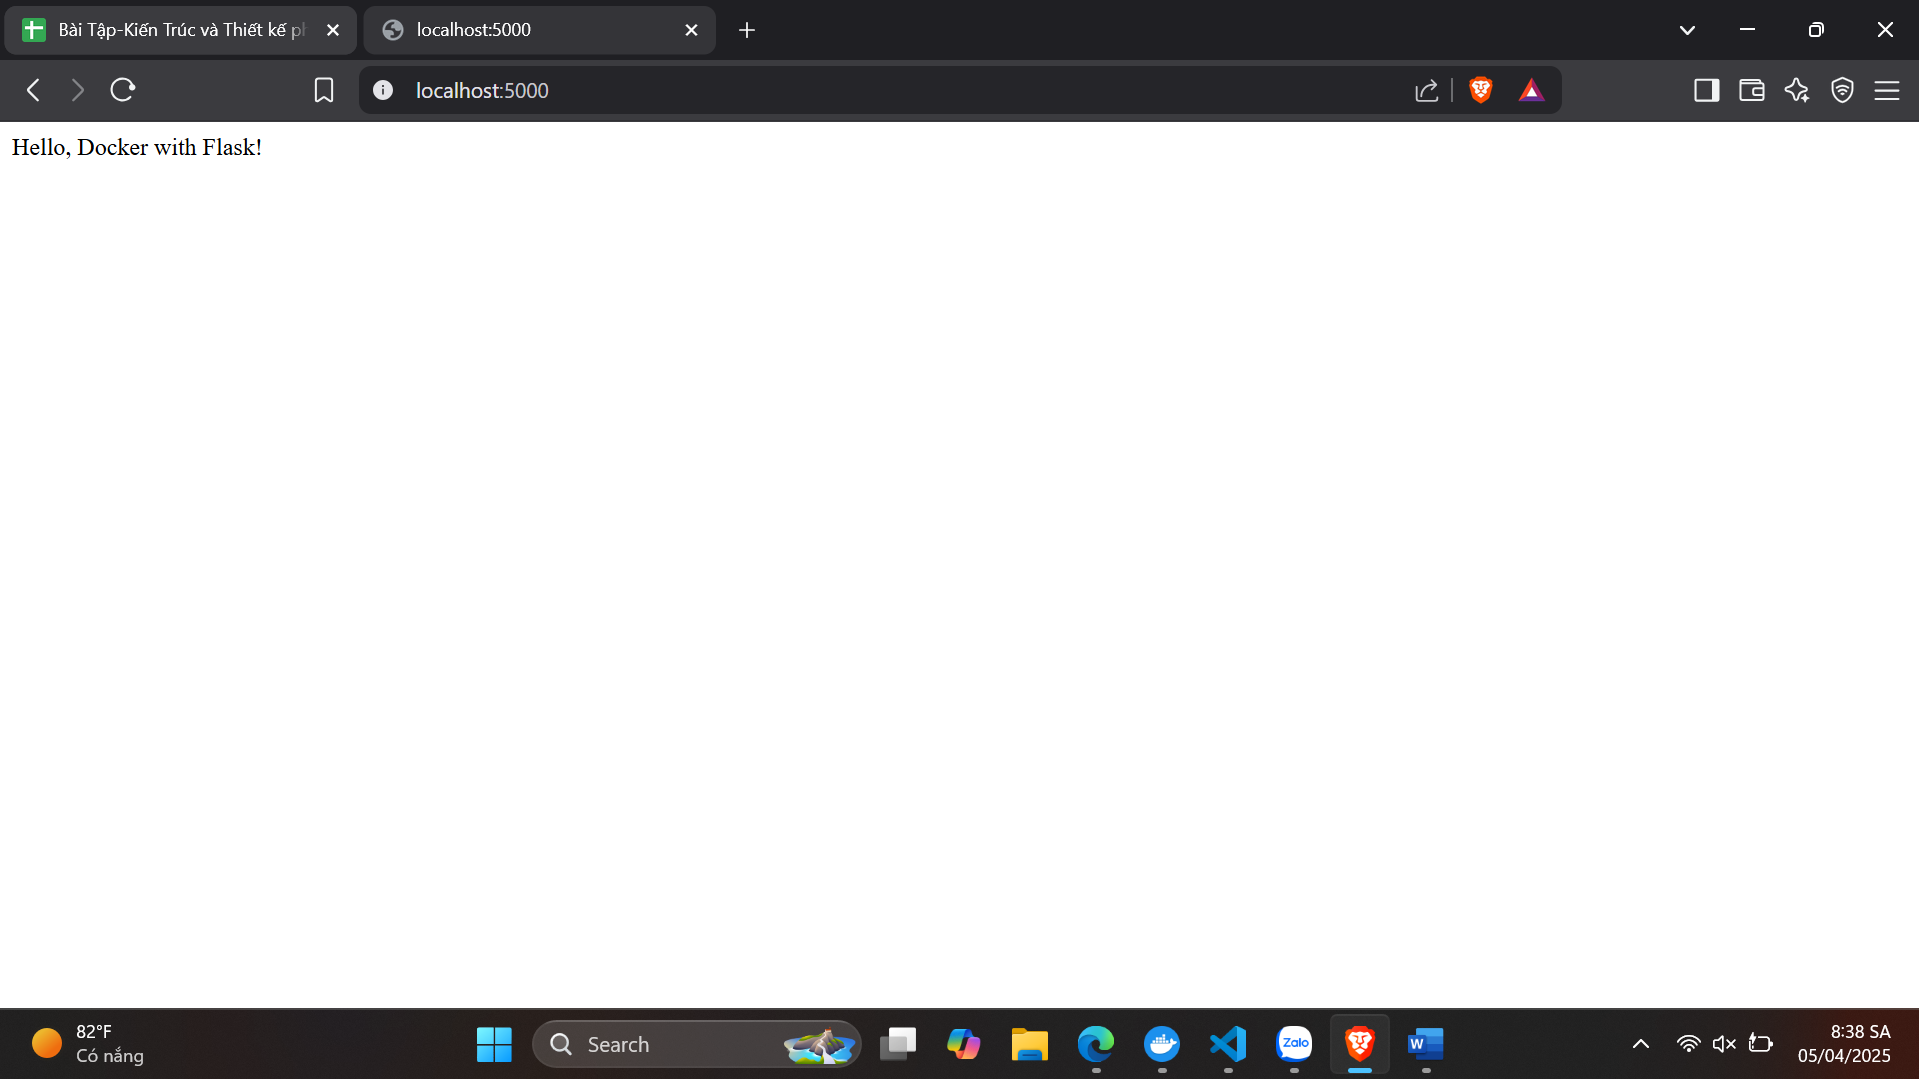 Bài Tập-Kiến Trúc và Thiết kế ph
localhost:5000
localhost:5000
Hello, Docker with Flask!
82°F
Có nắng
Search
Zalo
W
8:38 SA
05/04/2025